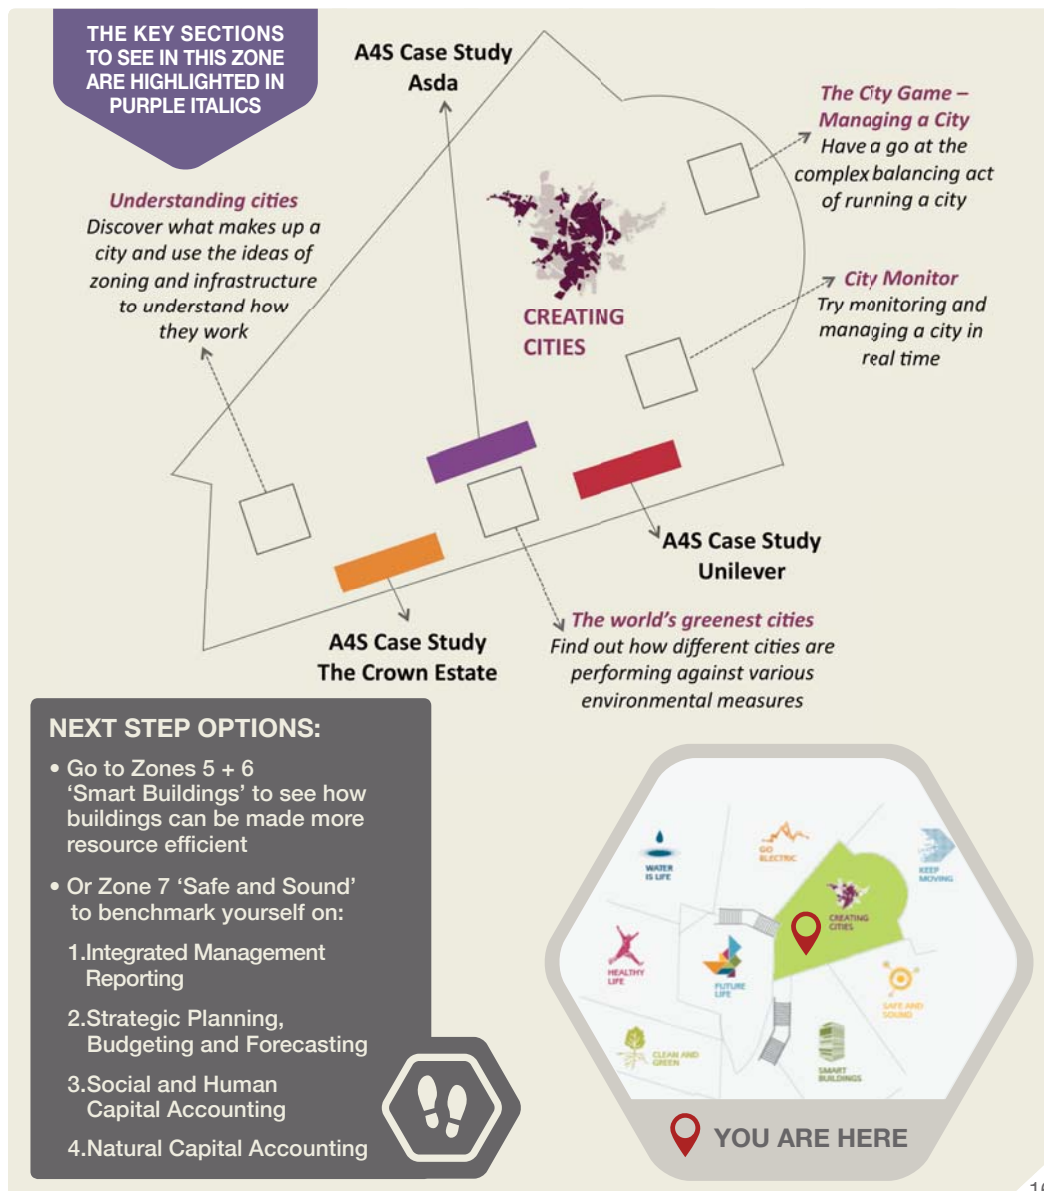 THE KEY SECTIONS
TO SEE IN THIS ZONE
ARE HIGHLIGHTED IN
PURPLE ITALICS
A4S Case Study
Asda
The City Game –
Managing a City
Have a go at the
complex balancing act
of running a city
Understanding cities
Discover what makes up a
city and use the ideas of
zoning and infrastructure
to understand how
they work
City Monitor
Try monitoring and
managing a city in
real time
CREATING
CITIES
A4S Case Study
Unilever
The world's greenest cities
Find out how different cities are
performing against various
environmental measures
A4S Case Study
The Crown Estate
NEXT STEP OPTIONS:
• Go to Zones 5 + 6
‘Smart Buildings’ to see how
buildings can be made more
resource efficient
• Or Zone 7 ‘Safe and Sound’
to benchmark yourself on:
1.Integrated Management
Reporting
2.Strategic Planning,
Budgeting and Forecasting
3.Social and Human
Capital Accounting
4.Natural Capital Accounting
WATER
IS LIFE
GO
ELECTRIC
KEEP
MOVING
CREATING
CITIES
HEALTHY
LIFE
FUTURE
LIFE
SAFE AND
SOUND
CLEAN AND
GREEN
SMART
BUILDINGS
YOU ARE HERE